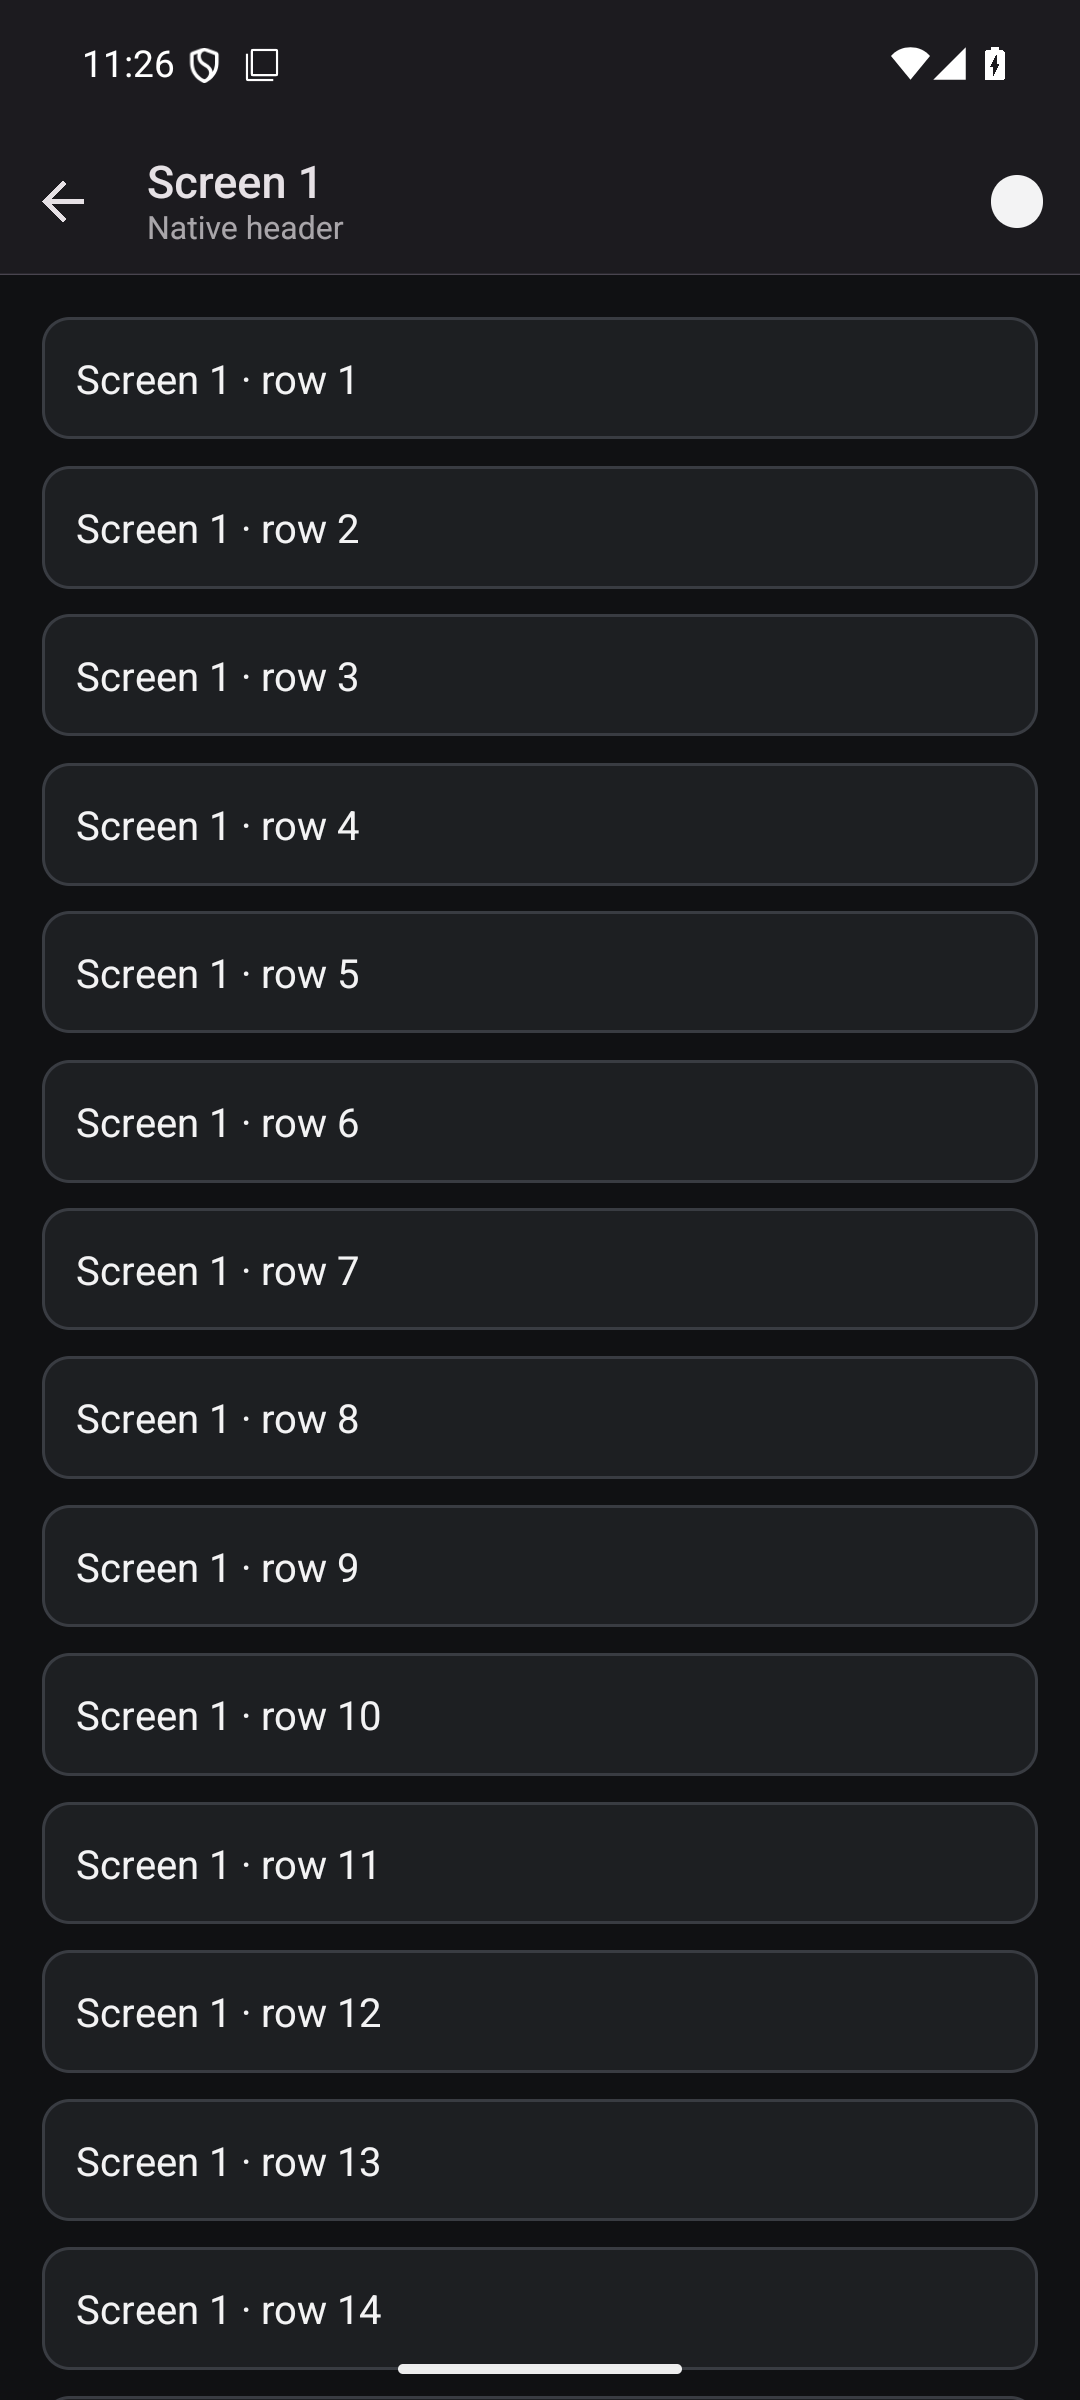 11:26
Screen 1
Native header
Screen 1 · row 1
Screen 1 · row 2
Screen 1 · row 3
Screen 1 · row 4
Screen 1 · row 5
Screen 1 · row 6
Screen 1 · row 7
Screen 1 · row 8
Screen 1 · row 9
Screen 1 · row 10
Screen 1 · row 11
Screen 1 · row 12
Screen 1 · row 13
Screen 1 · row 14